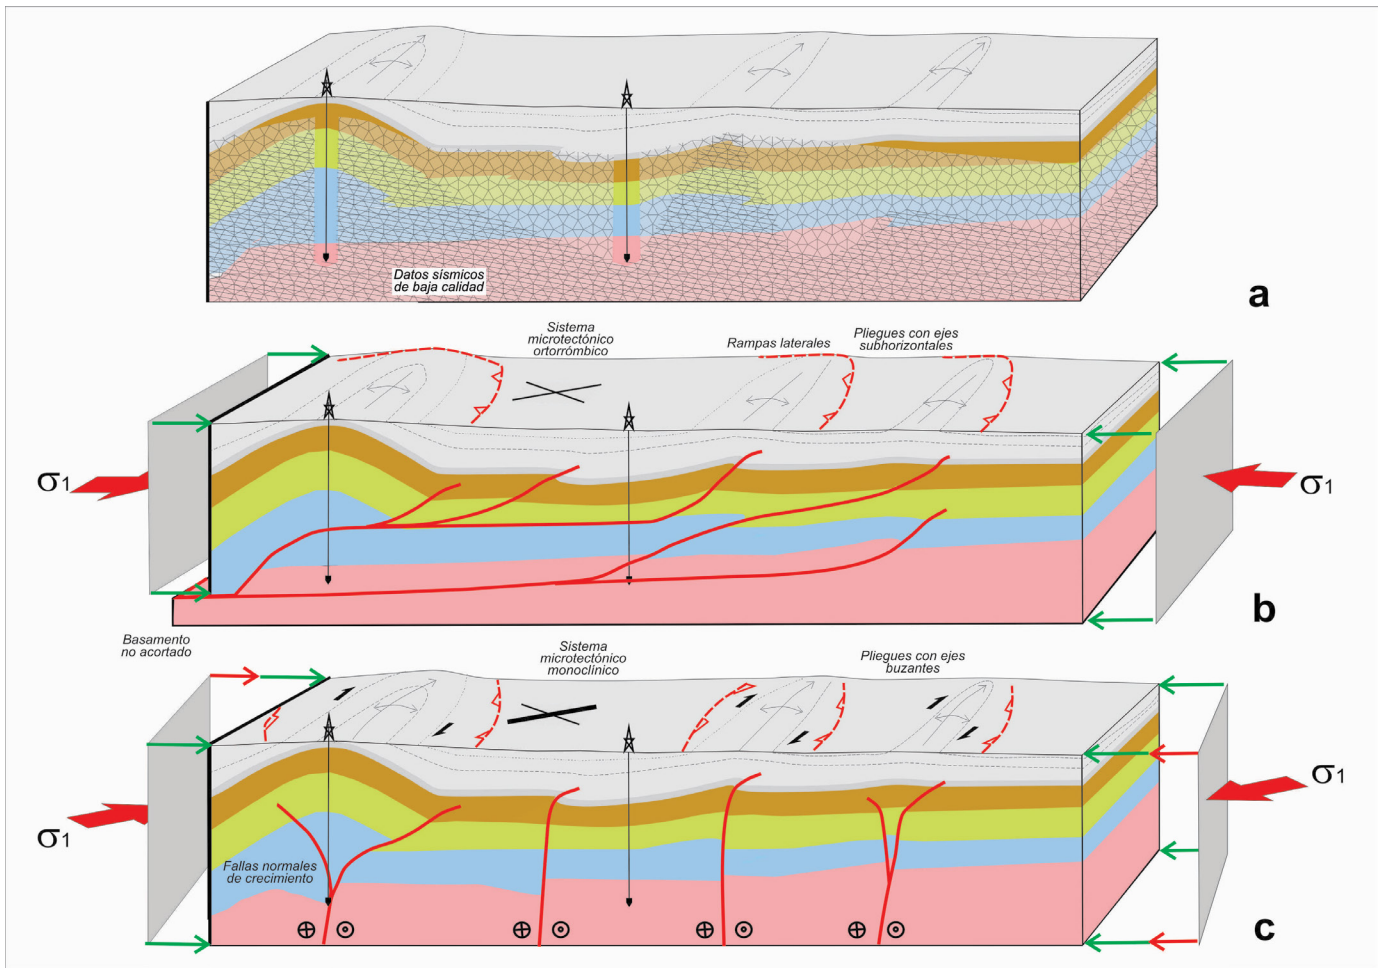 Datos sísmicos
de baja calidad
a
Sistema
microtectónico
ortorrómbico
Rampas laterales
Pliegues con ejes
subhorizontales
σ1
σ1
b
Basamento
no acortado
Sistema
microtectónico
monoclínico
Pliegues con ejes
buzantes
σ1
σ1
Fallas normales
de crecimiento
c